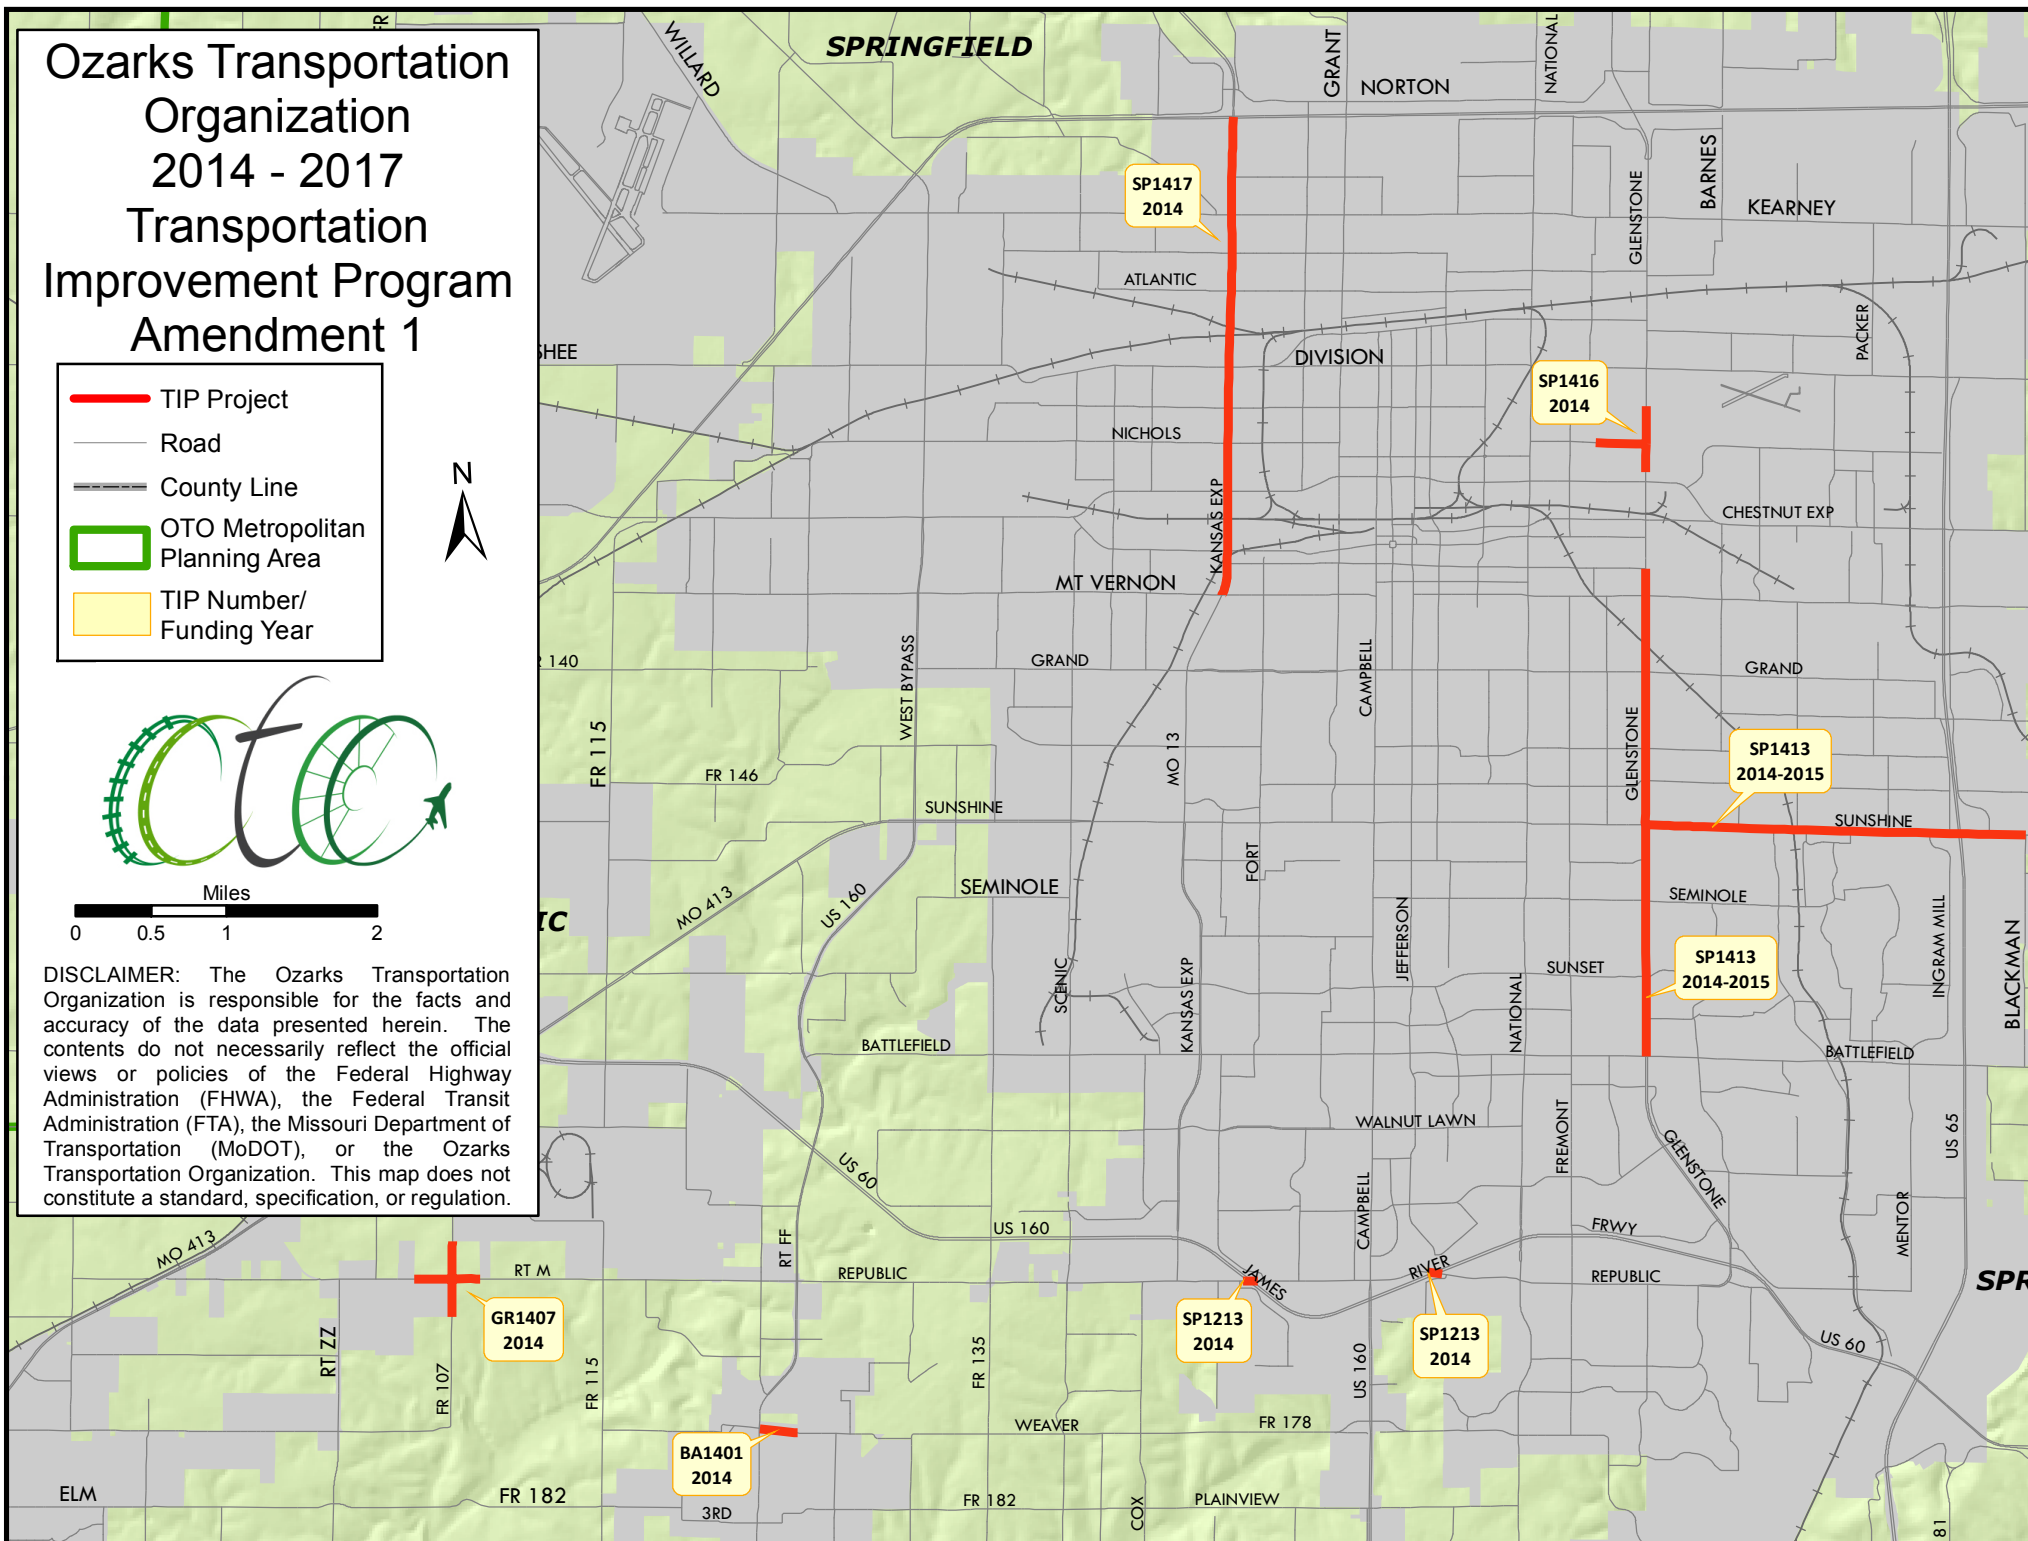 Ozarks Transportation
Organization
2014 - 2017
Transportation
Improvement Program
Amendment 1
TIP Project
Road
County Line
OTO Metropolitan
Planning Area
TIP Number/
Funding Year
N
oto
Miles
0 0.5 1 2
DISCLAIMER: The Ozarks Transportation
Organization is responsible for the facts and
accuracy of the data presented herein. The
contents do not necessarily reflect the official
views or policies of the Federal Highway
Administration (FHWA), the Federal Transit
Administration (FTA), the Missouri Department of
Transportation (MoDOT), or the Ozarks
Transportation Organization. This map does not
constitute a standard, specification, or regulation.
FR
WILLARD
SPRINGFIELD
GRANT
NORTON
NATIONAL
BARNES
GLENSTONE
KEARNEY
SP1417
2014
ATLANTIC
PACKER
SHEE
DIVISION
SP1416
2014
NICHOLS
KANSAS EXP
CHESTNUT EXP
MT VERNON
R 140
WEST BYPASS
GRAND
CAMPBELL
GRAND
FR 115
FR 146
MO 13
GLENSTONE
SP1413
2014-2015
SUNSHINE
SUNSHINE
FORT
MO 413
US 160
SEMINOLE
SEMINOLE
IC
JEFFERSON
INGRAM MILL
BLACKMAN
SCENIC
KANSAS EXP
NATIONAL
SUNSET
SP1413
2014-2015
BATTLEFIELD
BATTLEFIELD
WALNUT LAWN
FREMONT
GLENSTONE
US 65
US 60
US 160
CAMPBELL
FRWY
MENTOR
MO 413
RT M
RT FF
REPUBLIC
JAMES
RIVER
REPUBLIC
SPR
GR1407
2014
SP1213
2014
SP1213
2014
US 60
RT ZZ
FR 107
FR 115
FR 135
US 160
BA1401
2014
WEAVER
FR 178
ELM
FR 182
3RD
FR 182
COX
PLAINVIEW
81